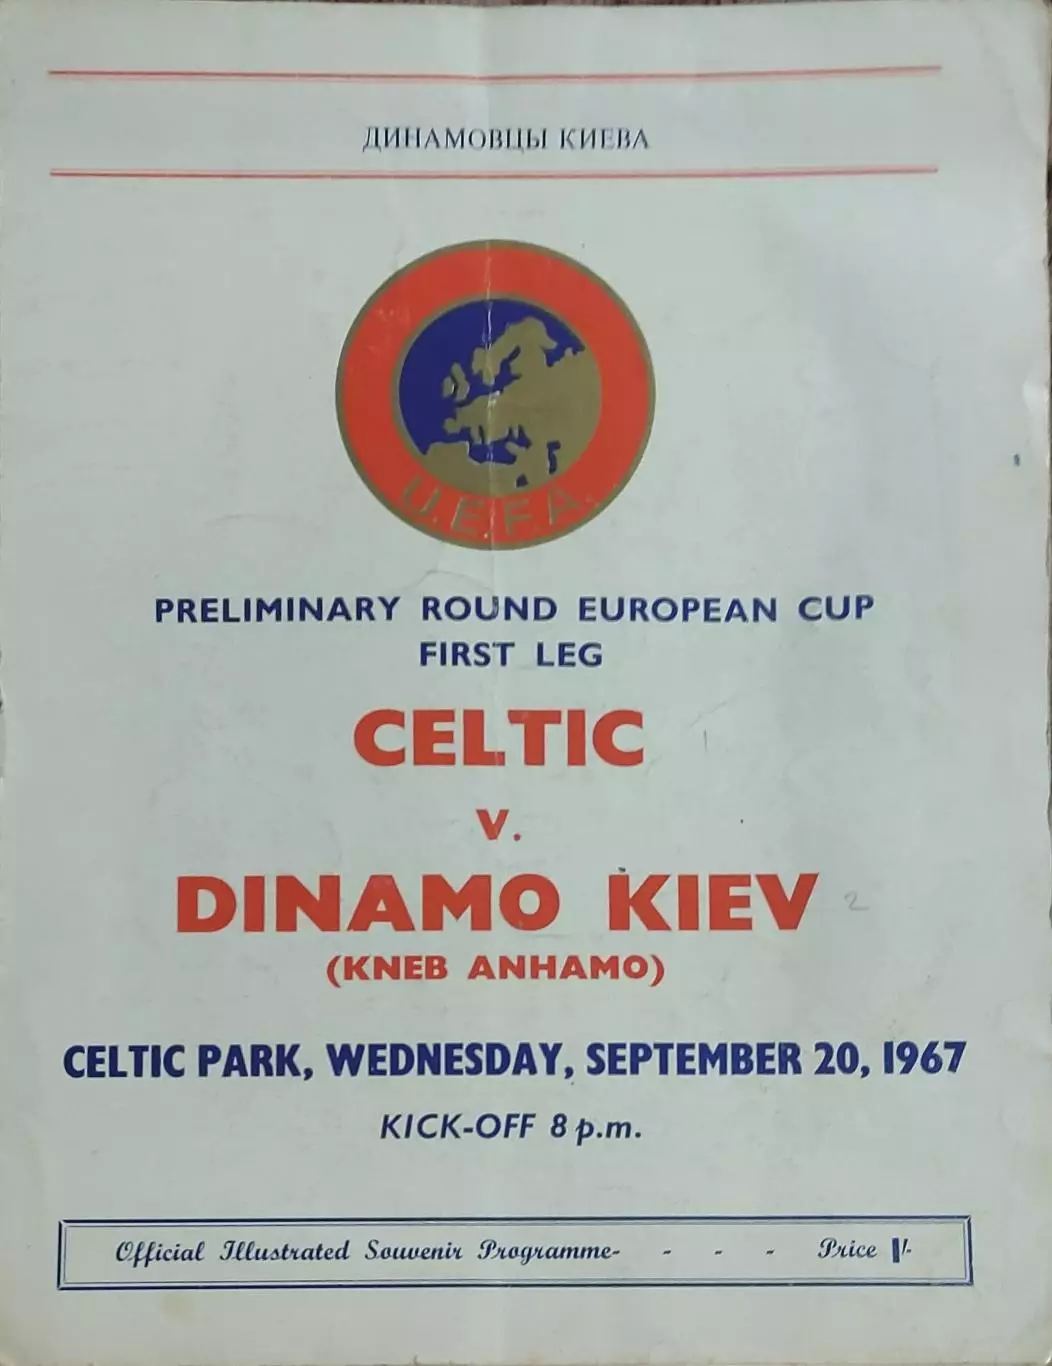 ДИНАМОВЦЫ КИЕВА
U.E.F.A.
PRELIMINARY ROUND EUROPEAN CUP
FIRST LEG
CELTIC
v.
DINAMO KIEV 2
(KNEB ANHAMO)
CELTIC PARK, WEDNESDAY, SEPTEMBER 20, 1967
KICK-OFF 8 p.m.
Official Illustrated Souvenir Programme- - - - Price 1/-